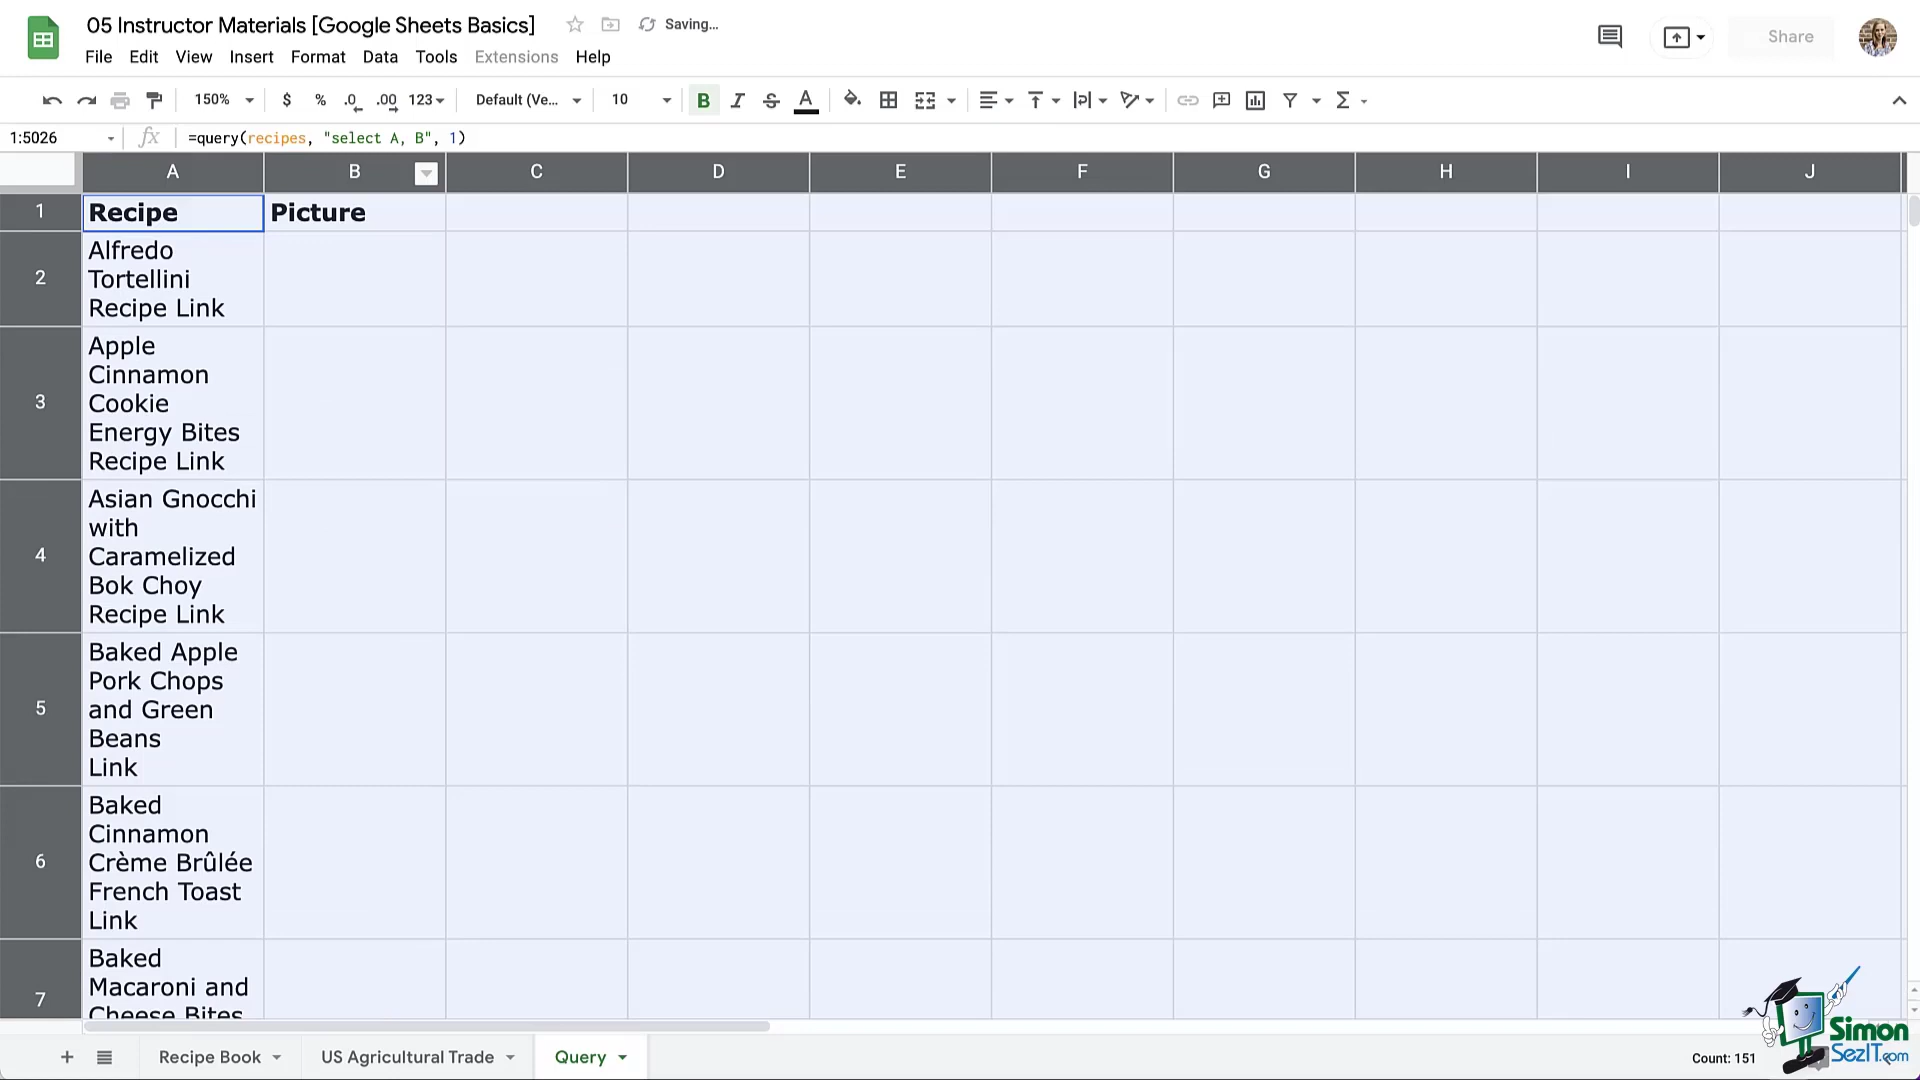 05 Instructor Materials [Google Sheets Basics] Saving...
File Edit View Insert Format Data Tools Extensions Help
Share
150% $ % .0 .00 123 Default (Ve... 10 B I S A Σ
1:5026 fx =query(recipes, "select A, B", 1)
A B C D E F G H I J
1 Recipe Picture
2
Alfredo
Tortellini
Recipe Link
3
Apple
Cinnamon
Cookie
Energy Bites
Recipe Link
4
Asian Gnocchi
with
Caramelized
Bok Choy
Recipe Link
5
Baked Apple
Pork Chops
and Green
Beans
Link
6
Baked
Cinnamon
Crème Brûlée
French Toast
Link
7
Baked
Macaroni and
Cheese Bites
+ Recipe Book US Agricultural Trade Query
Count: 151
Simon
SezIT.com